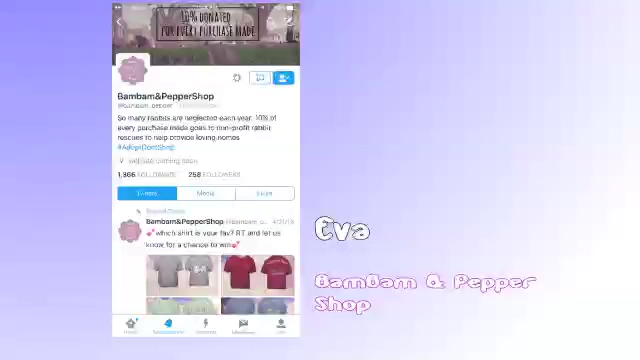 10% DONATED
FOR EVERY PURCHASE MADE
Bambam&PepperShop
So many rabbits are neglected each year. 10% of
every purchase made goes to non-profit rabbit
rescues to help provide loving homes
#AdoptDontShop
website coming soon
1,366 FOLLOWING 258 FOLLOWERS
Tweets Media Likes
Bambam&PepperShop
💕which shirt is your fav? RT and let us
know for a chance to win💕
Eva
BamBam & Pepper
Shop